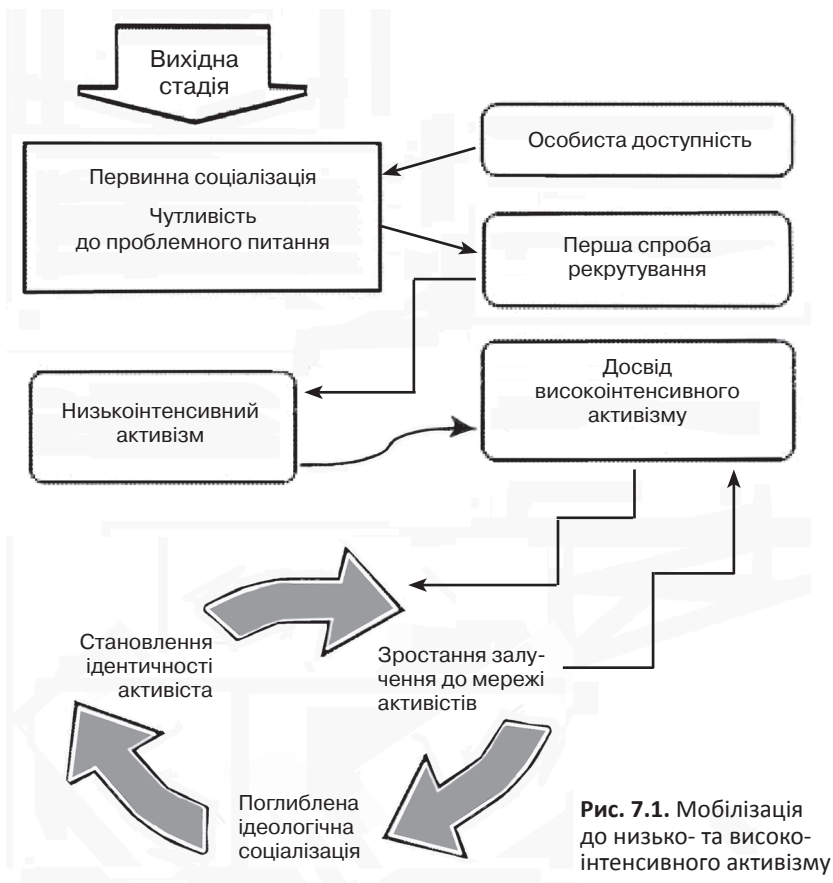 Вихідна
стадія
Особиста доступність
Первинна соціалізація
Чутливість
до проблемного питання
Перша спроба
рекрутування
Низькоінтенсивний
активізм
Досвід
високоінтенсивного
активізму
Становлення
ідентичності
активіста
Зростання залу-
чення до мережі
активістів
Поглиблена
ідеологічна
соціалізація
Рис. 7.1. Мобілізація
до низько- та високо-
інтенсивного активізму